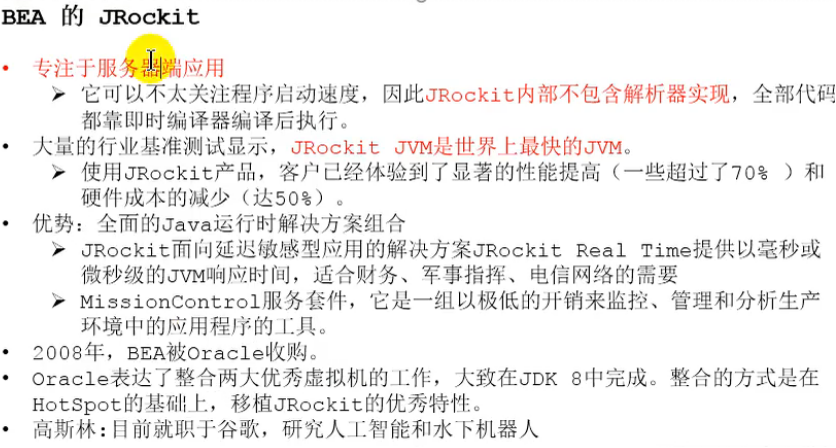 BEA 的 JRockit
• 专注于服务器端应用
➤ 它可以不太关注程序启动速度，因此JRockit内部不包含解析器实现，全部代码
都靠即时编译器编译后执行。
• 大量的行业基准测试显示，JRockit JVM是世界上最快的JVM。
➤ 使用JRockit产品，客户已经体验到了显著的性能提高（一些超过了70% ）和
硬件成本的减少（达50%）。
• 优势：全面的Java运行时解决方案组合
➤ JRockit面向延迟敏感型应用的解决方案JRockit Real Time提供以毫秒或
微秒级的JVM响应时间，适合财务、军事指挥、电信网络的需要
➤ MissionControl服务套件，它是一组以极低的开销来监控、管理和分析生产
环境中的应用程序的工具。
• 2008年，BEA被Oracle收购。
• Oracle表达了整合两大优秀虚拟机的工作，大致在JDK 8中完成。整合的方式是在
HotSpot的基础上，移植JRockit的优秀特性。
• 高斯林：目前就职于谷歌，研究人工智能和水下机器人